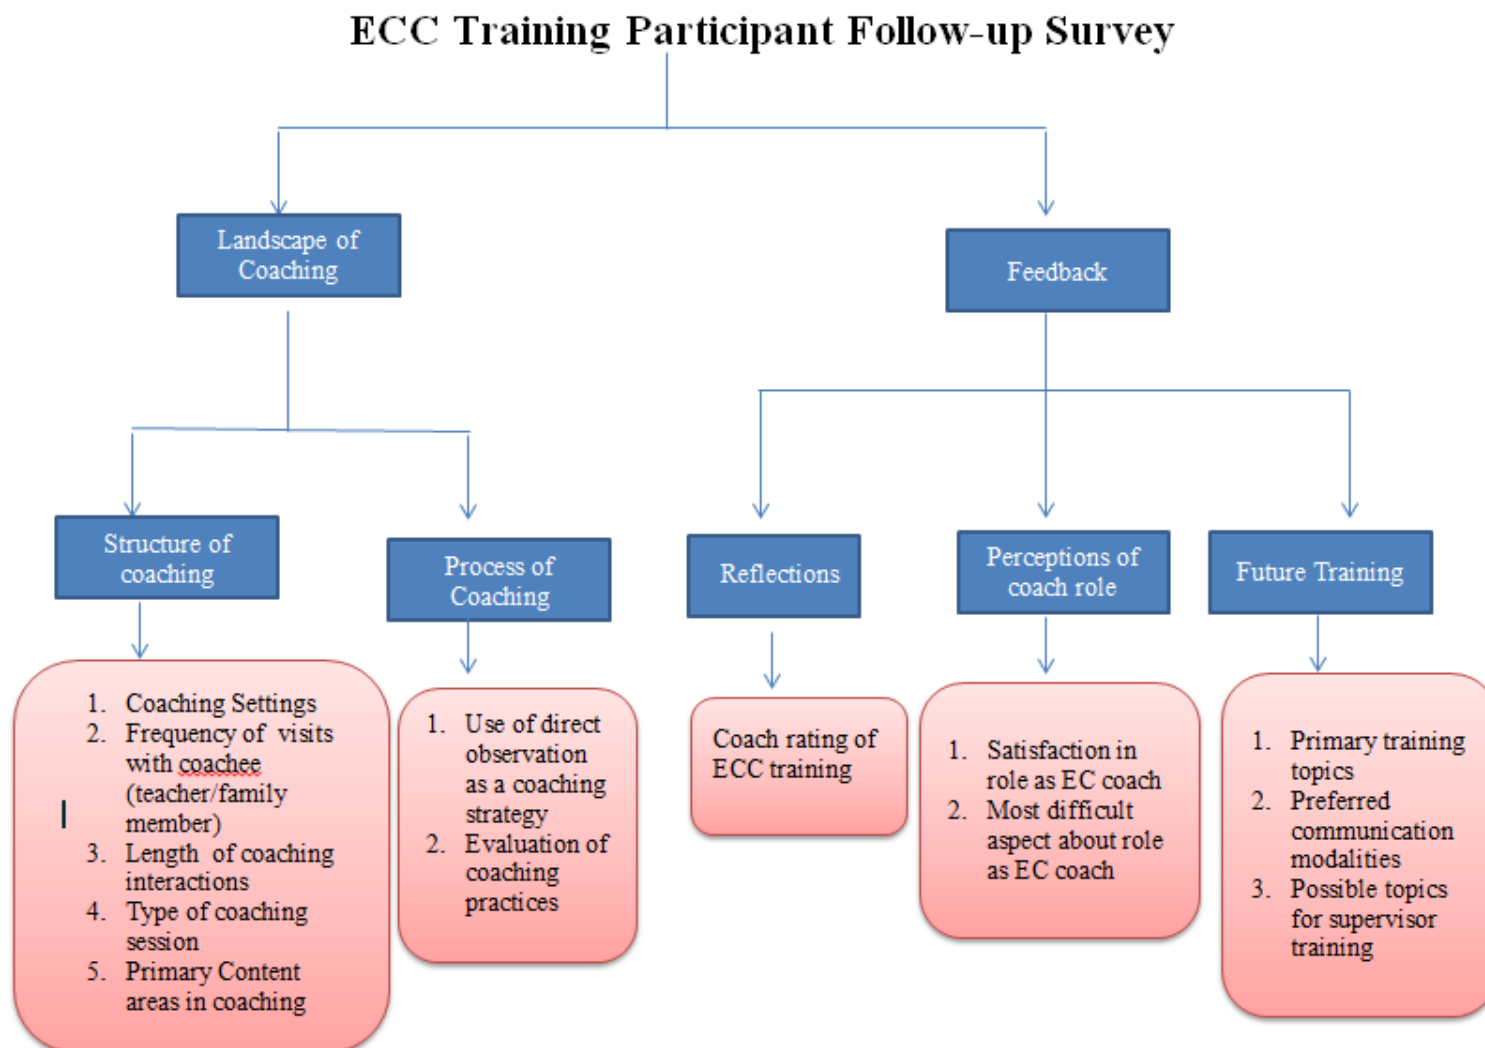 ECC Training Participant Follow-up Survey
Landscape of
Coaching
Feedback
Structure of
coaching
Process of
Coaching
Reflections
Perceptions of
coach role
Future Training
1. Coaching Settings
2. Frequency of visits
with coachee
(teacher/family
member)
3. Length of coaching
interactions
4. Type of coaching
session
5. Primary Content
areas in coaching
1. Use of direct
observation
as a coaching
strategy
2. Evaluation of
coaching
practices
Coach rating of
ECC training
1. Satisfaction in
role as EC coach
2. Most difficult
aspect about role
as EC coach
1. Primary training
topics
2. Preferred
communication
modalities
3. Possible topics
for supervisor
training